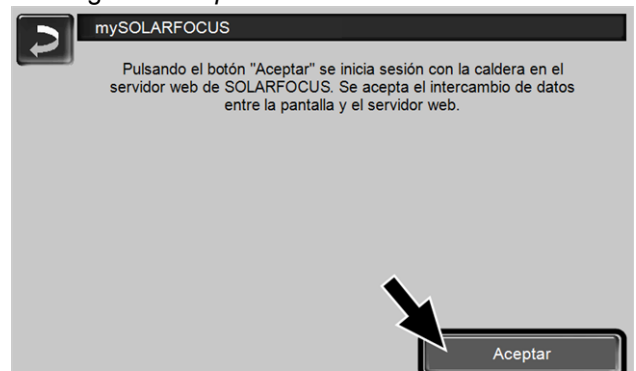 mySOLARFOCUS
Pulsando el botón "Aceptar" se inicia sesión con la caldera en el
servidor web de SOLARFOCUS. Se acepta el intercambio de datos
entre la pantalla y el servidor web.
Aceptar